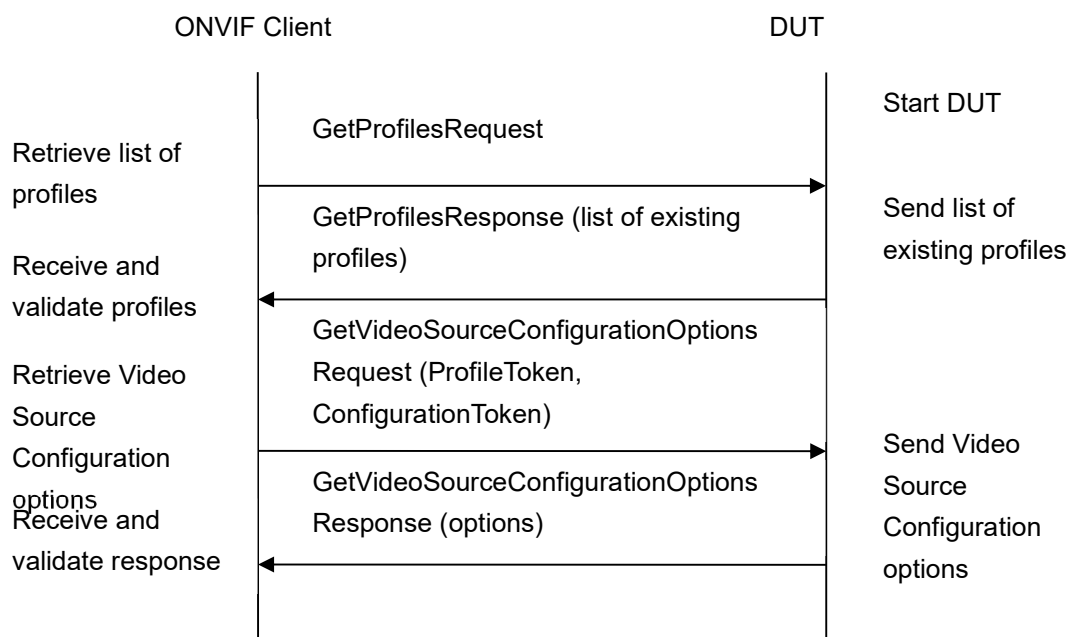 ONVIF Client
DUT
Start DUT
GetProfilesRequest
Retrieve list of
profiles
Send list of
existing profiles
GetProfilesResponse (list of existing
profiles)
Receive and
validate profiles
GetVideoSourceConfigurationOptions
Request (ProfileToken,
ConfigurationToken)
Retrieve Video
Source
Configuration
options
Send Video
Source
Configuration
options
GetVideoSourceConfigurationOptions
Response (options)
Receive and
validate response